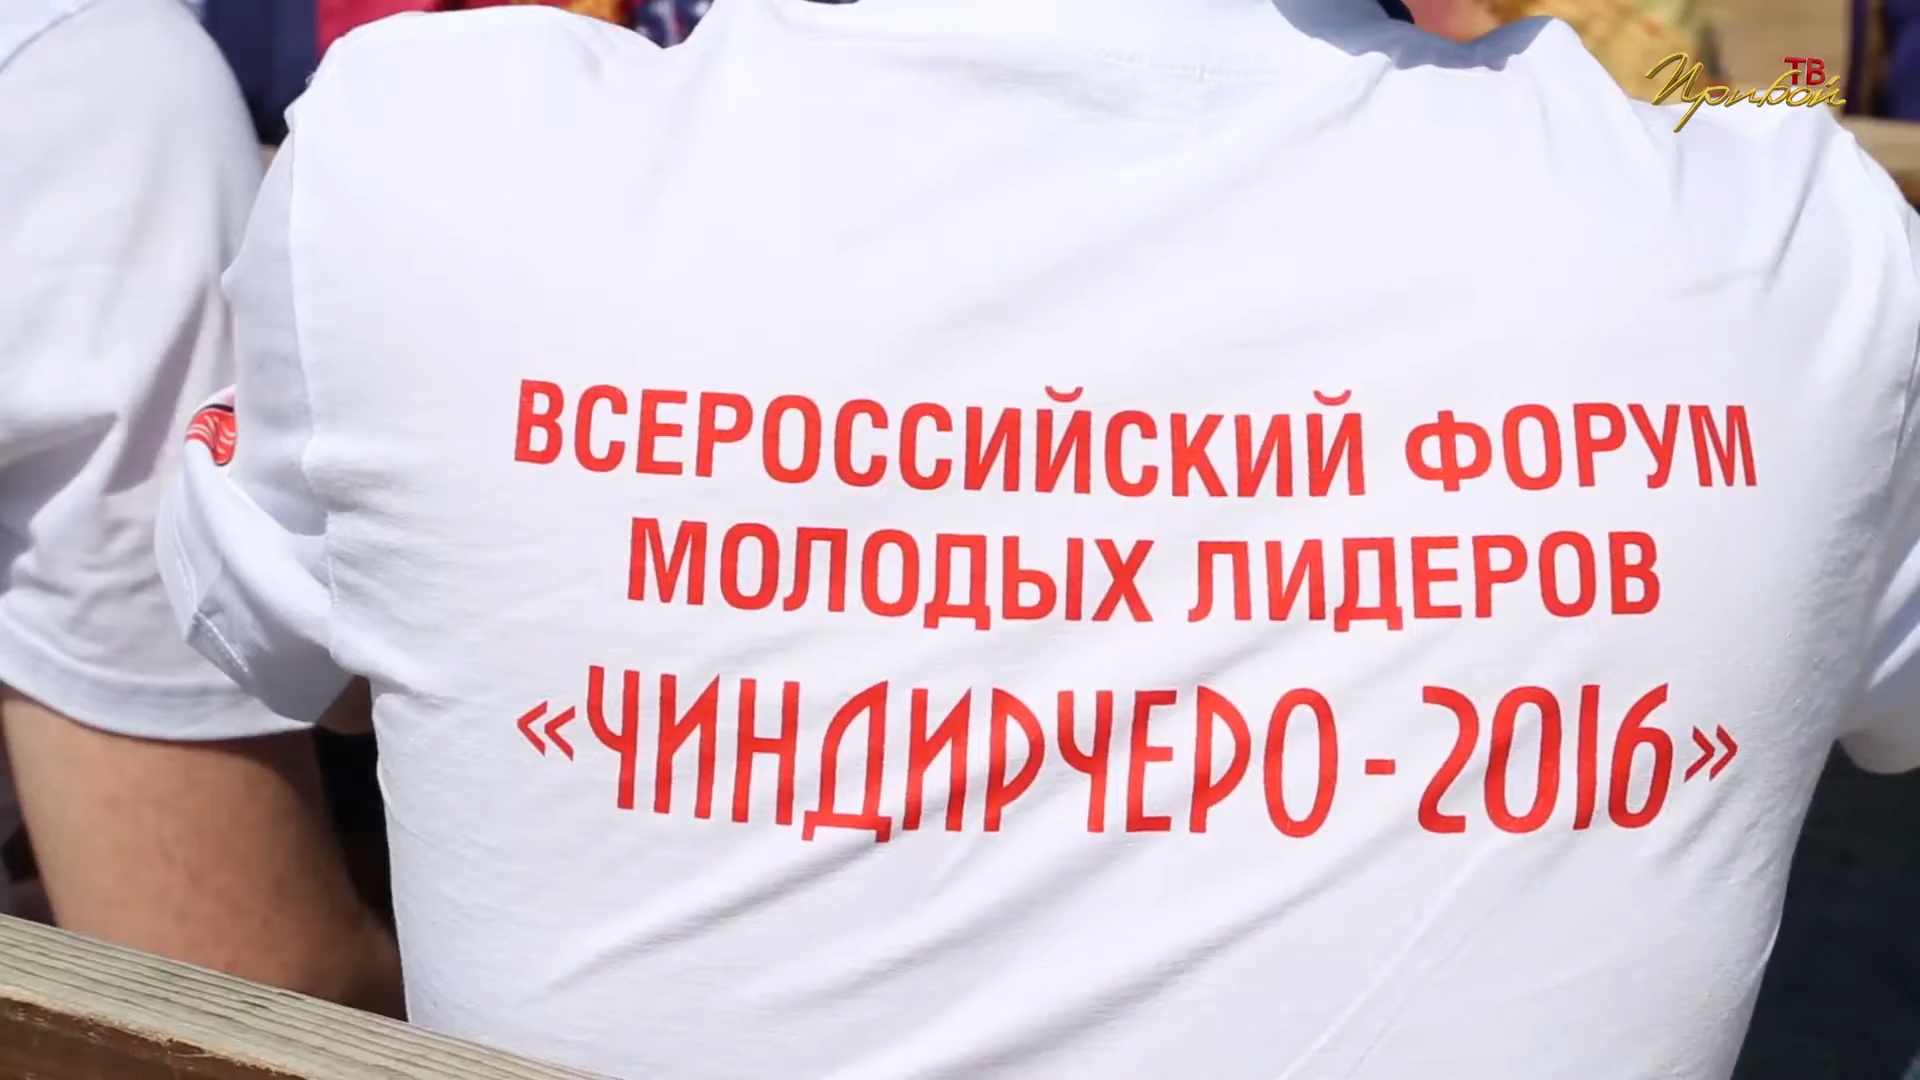 ТВ
Прибой
ВСЕРОССИЙСКИЙ ФОРУМ
МОЛОДЫХ ЛИДЕРОВ
«ЧИНДИРЧЕРО - 2016»